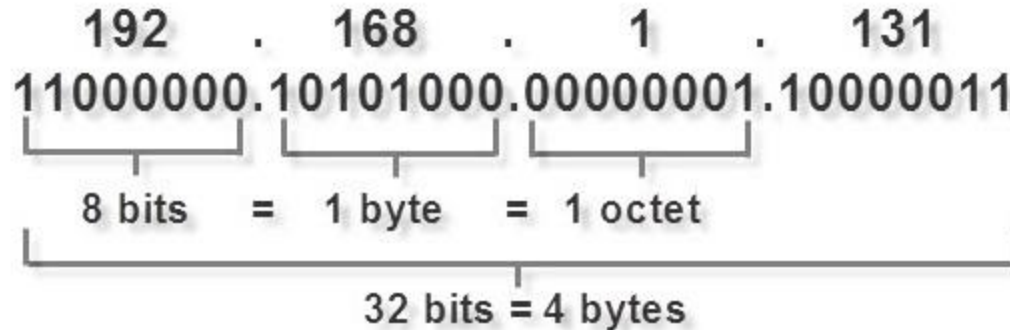 192 . 168 . 1 . 131
11000000.10101000.00000001.10000011
8 bits = 1 byte = 1 octet
32 bits = 4 bytes